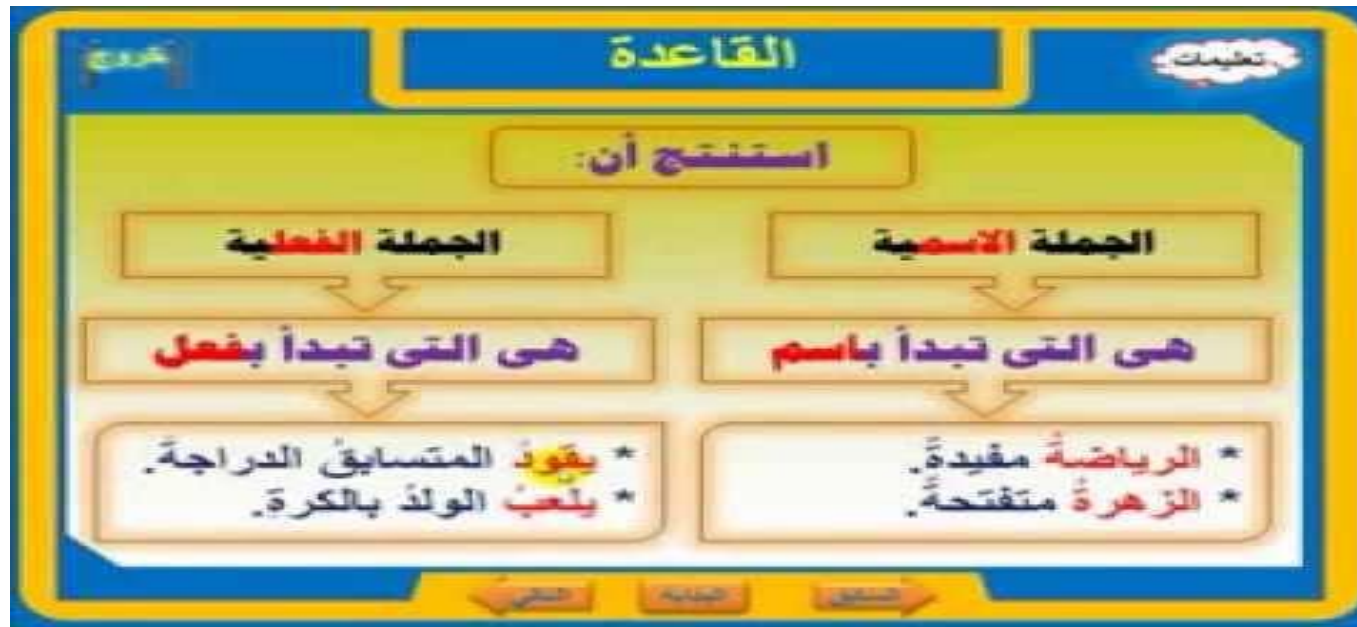 تعليمات
القاعدة
خروج
استنتج أن:
الجملة الاسمية
هى التى تبدأ باسم
* الرياضةُ مفيدةٌ.
* الزهرةُ متفتحةٌ.
الجملة الفعلية
هى التى تبدأ بفعل
* يقودُ المتسابقُ الدراجةَ.
* يلعبُ الولدُ بالكرةِ.
السابق
البداية
التالي